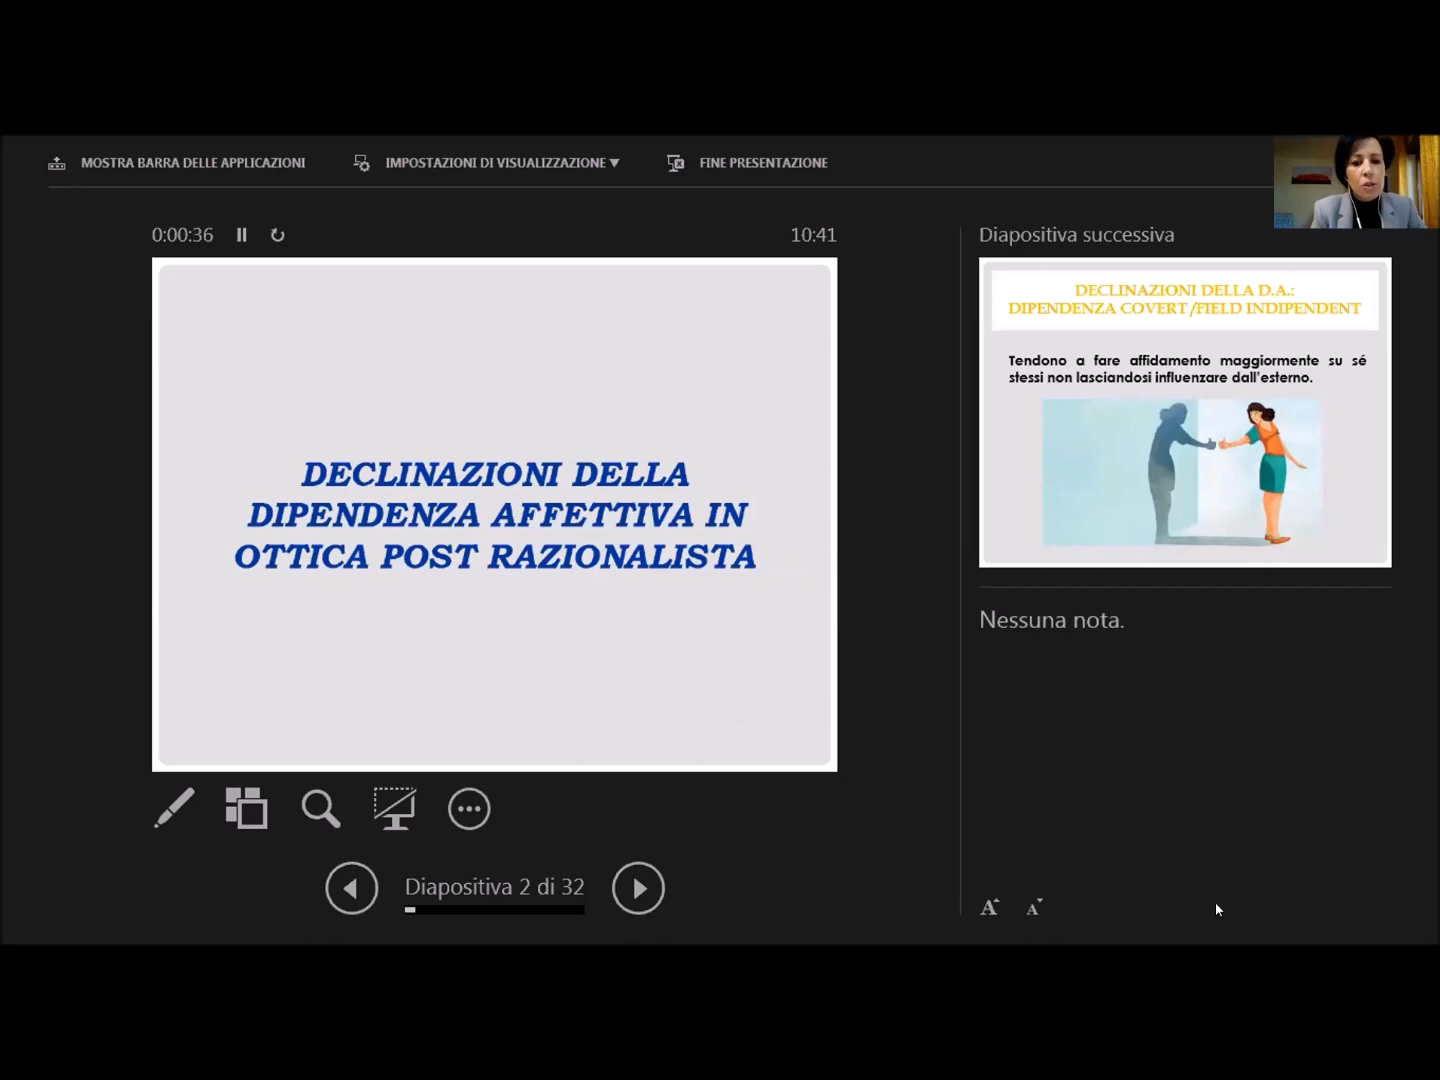 MOSTRA BARRA DELLE APPLICAZIONI
IMPOSTAZIONI DI VISUALIZZAZIONE ▼
FINE PRESENTAZIONE
0:00:36
10:41
DECLINAZIONI DELLA
DIPENDENZA AFFETTIVA IN
OTTICA POST RAZIONALISTA
Diapositiva 2 di 32
Diapositiva successiva
DECLINAZIONI DELLA D.A.:
DIPENDENZA COVERT/FIELD INDIPENDENT
Tendono a fare affidamento maggiormente su sé
stessi non lasciandosi influenzare dall'esterno.
Nessuna nota.
A A